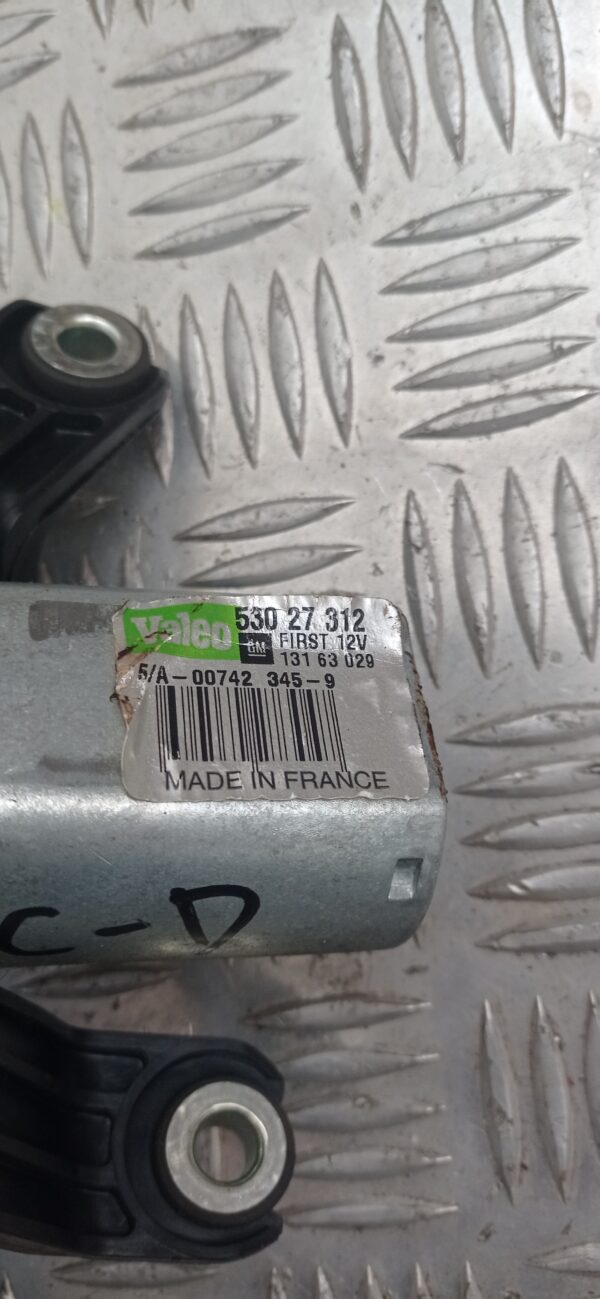 Valeo 530 27 312
GM FIRST 12V
131 63 029
5/A-00742 345-9
MADE IN FRANCE
C-D